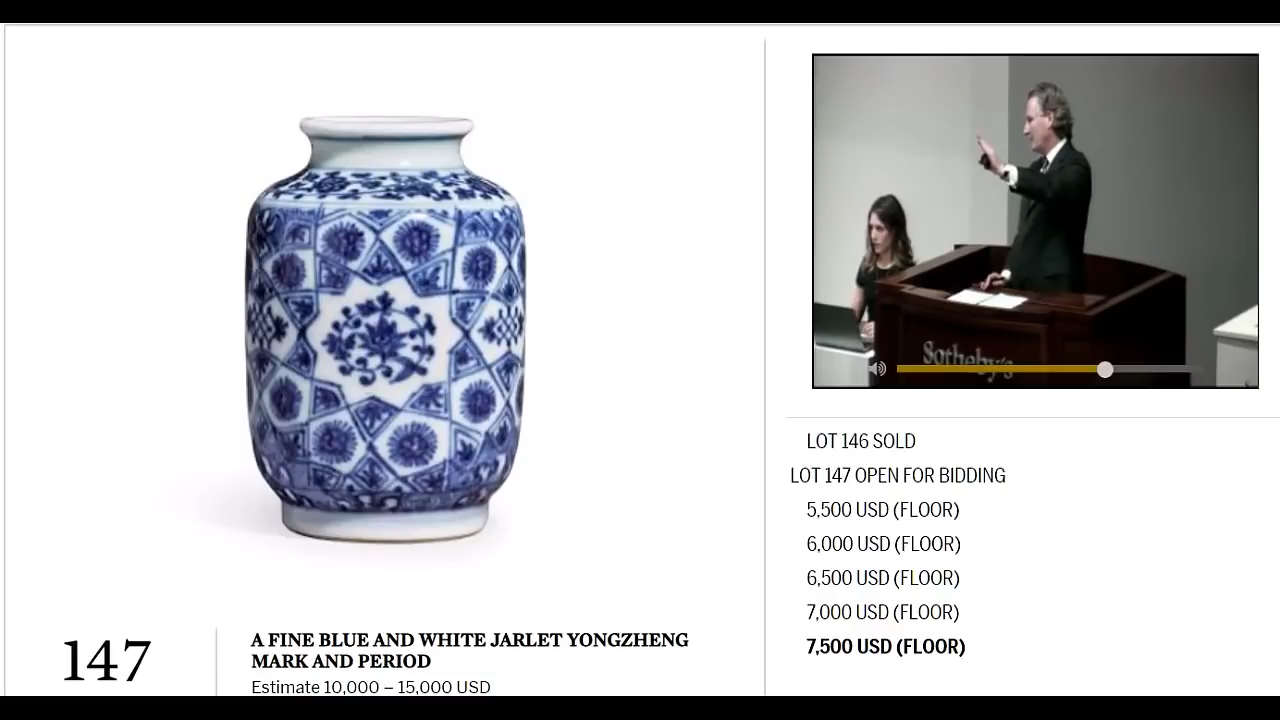 147
A FINE BLUE AND WHITE JARLET YONGZHENG
MARK AND PERIOD
Estimate 10,000 – 15,000 USD
Sotheby's
LOT 146 SOLD
LOT 147 OPEN FOR BIDDING
5,500 USD (FLOOR)
6,000 USD (FLOOR)
6,500 USD (FLOOR)
7,000 USD (FLOOR)
7,500 USD (FLOOR)